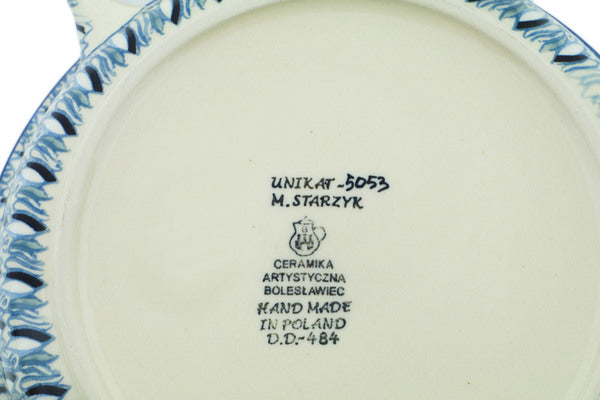 UNIKAT-5053
M. STARZYK
CERAMIKA
ARTYSTYCZNA
BOLESŁAWIEC
HAND MADE
IN POLAND
D.D.-484